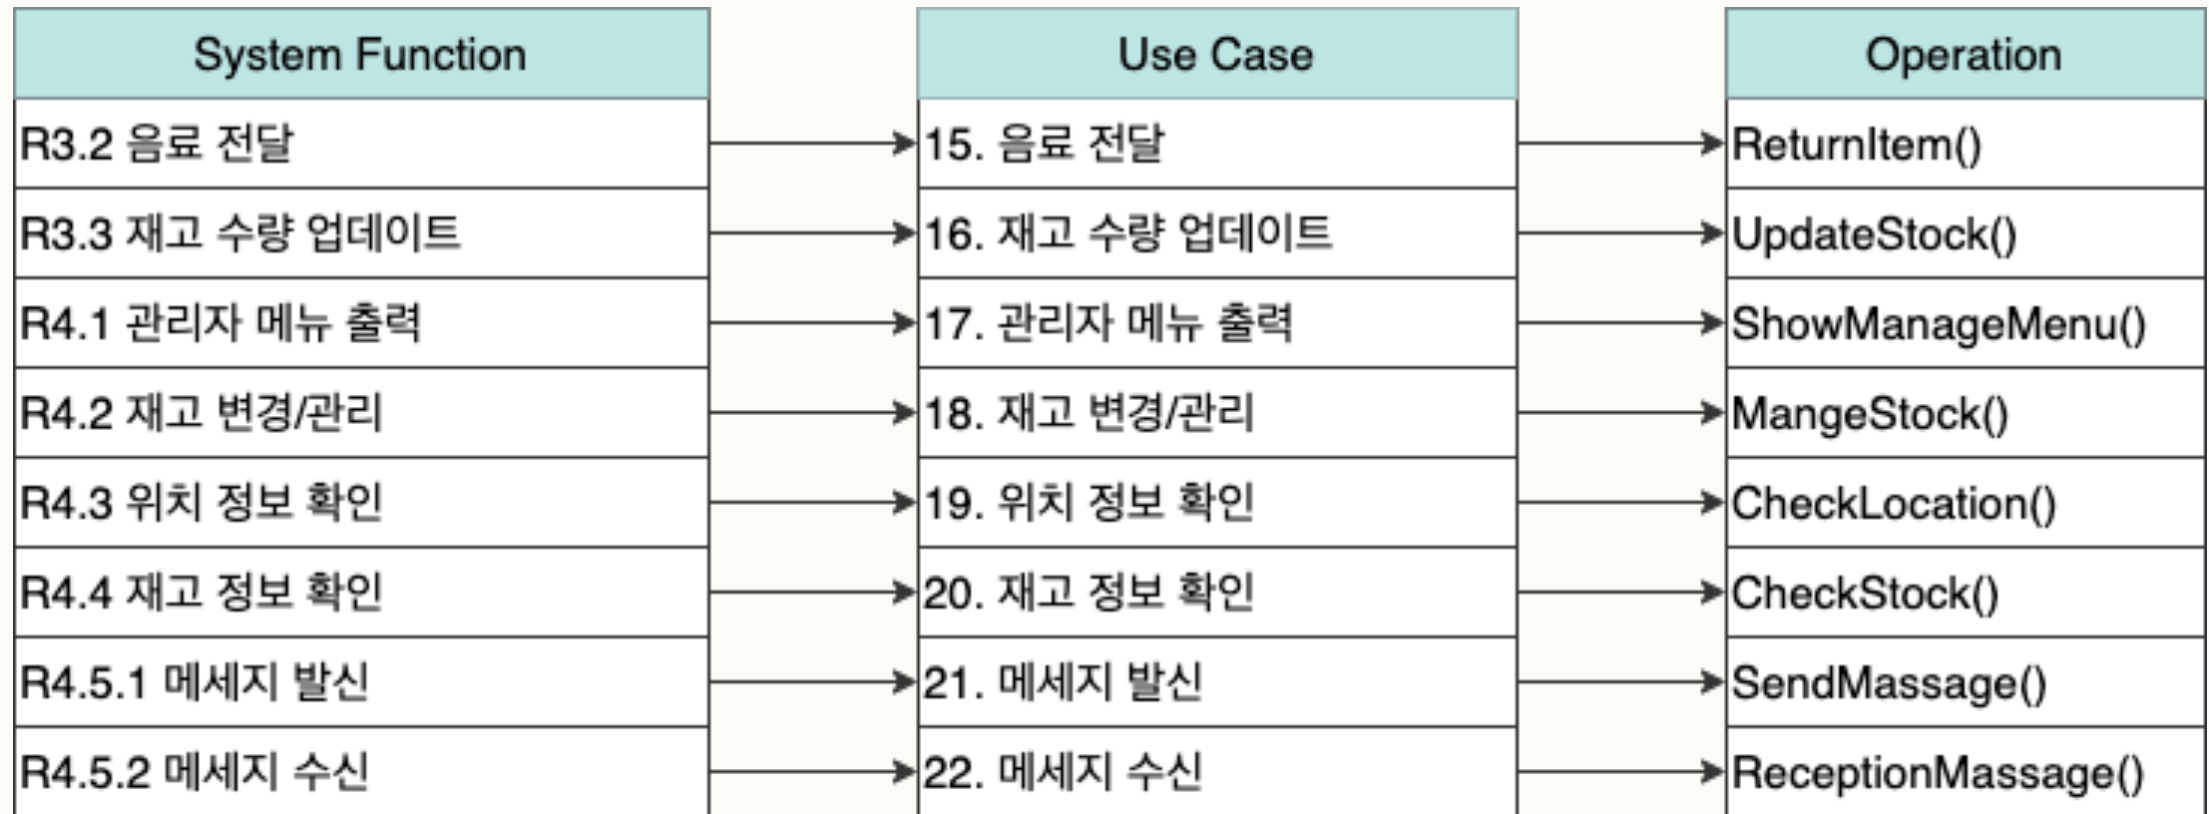 System Function Use Case Operation
R3.2 음료 전달 15. 음료 전달 ReturnItem()
R3.3 재고 수량 업데이트 16. 재고 수량 업데이트 UpdateStock()
R4.1 관리자 메뉴 출력 17. 관리자 메뉴 출력 ShowManageMenu()
R4.2 재고 변경/관리 18. 재고 변경/관리 MangeStock()
R4.3 위치 정보 확인 19. 위치 정보 확인 CheckLocation()
R4.4 재고 정보 확인 20. 재고 정보 확인 CheckStock()
R4.5.1 메세지 발신 21. 메세지 발신 SendMassage()
R4.5.2 메세지 수신 22. 메세지 수신 ReceptionMassage()